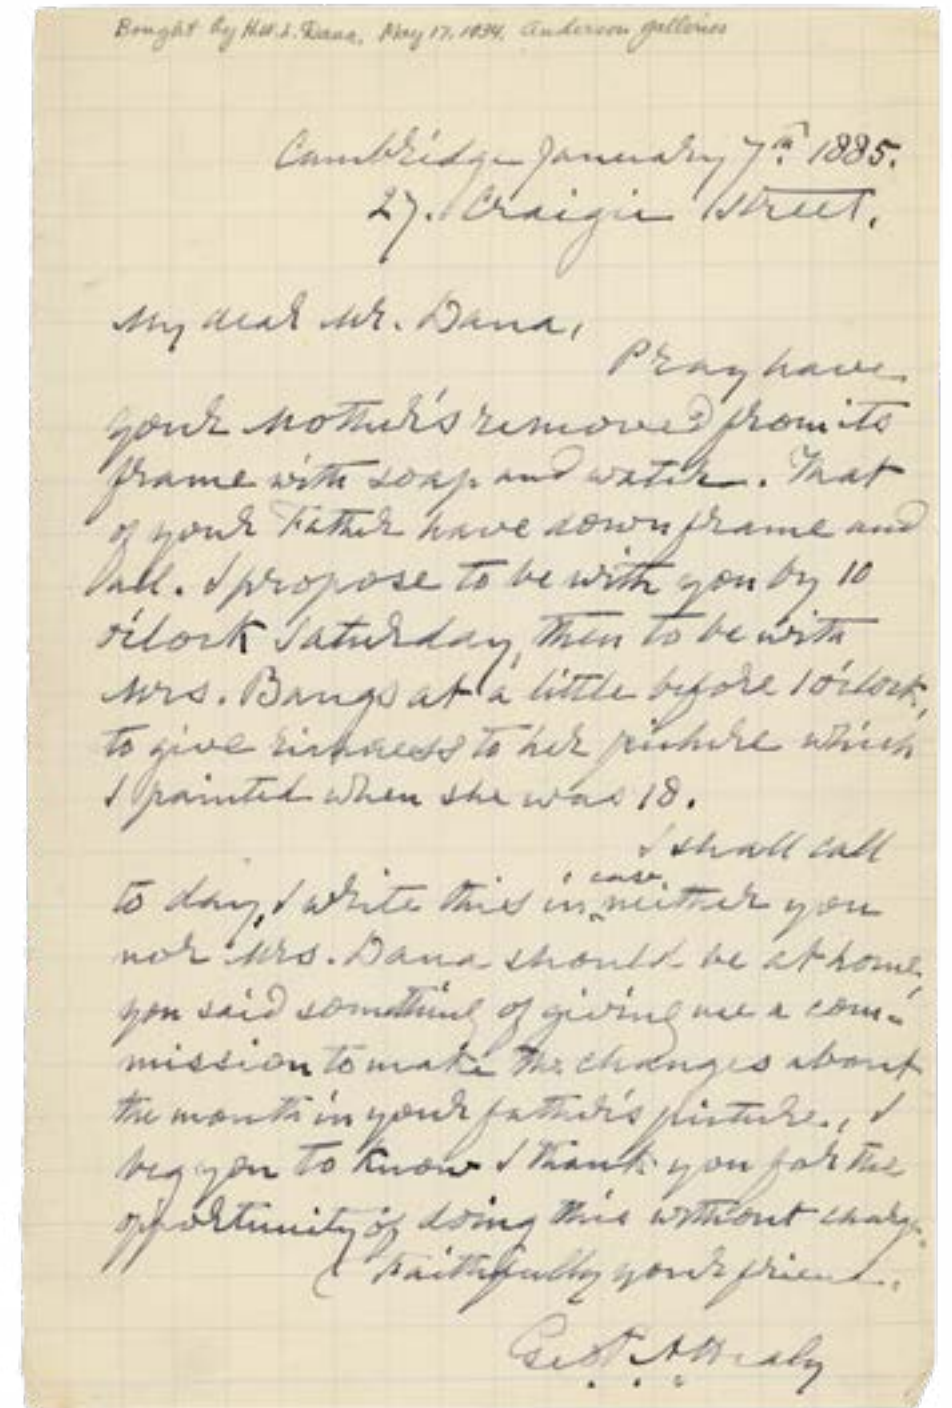 Bought by H.W.L. Dana, May 17, 1934, Anderson galleries
Cambridge January 7th 1885.
27. Craigie Street.
My dear Mr. Dana,
Pray have
your Mother's removed from its
frame with soap and water. That
of your Father have down frame and
all. I propose to be with you by 10
o'clock Saturday, then to be with
Mrs. Bangs at a little before 1 o'clock,
to give to her picture which
I painted when she was 18.
I shall call
to day, I write this in case neither you
nor Mrs. Dana should be at home,
you said something of giving me a com-
mission to make the changes about
the mouth in your father's picture, I
beg you to know I thank you for the
opportunity of doing this without charge.
Faithfully your friend.
Geo. P. A. Healy